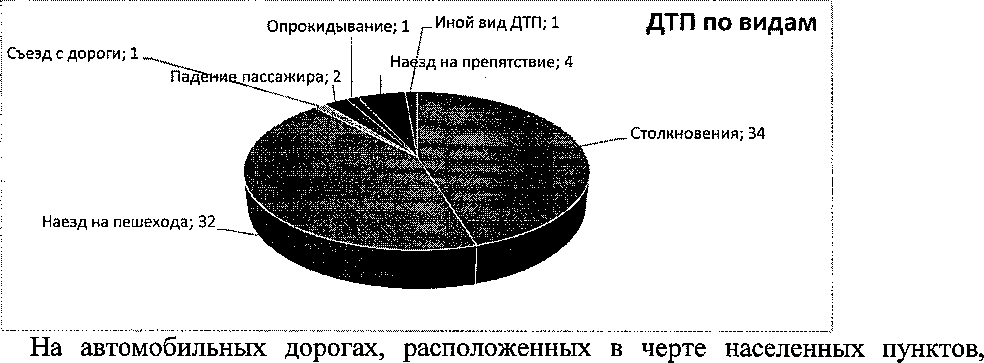 ДТП по видам
Опрокидывание; 1
Иной вид ДТП; 1
Съезд с дороги; 1
Наезд на препятствие; 4
Падение пассажира; 2
Столкновения; 34
Наезд на пешехода; 32
На автомобильных дорогах, расположенных в черте населенных пунктов,